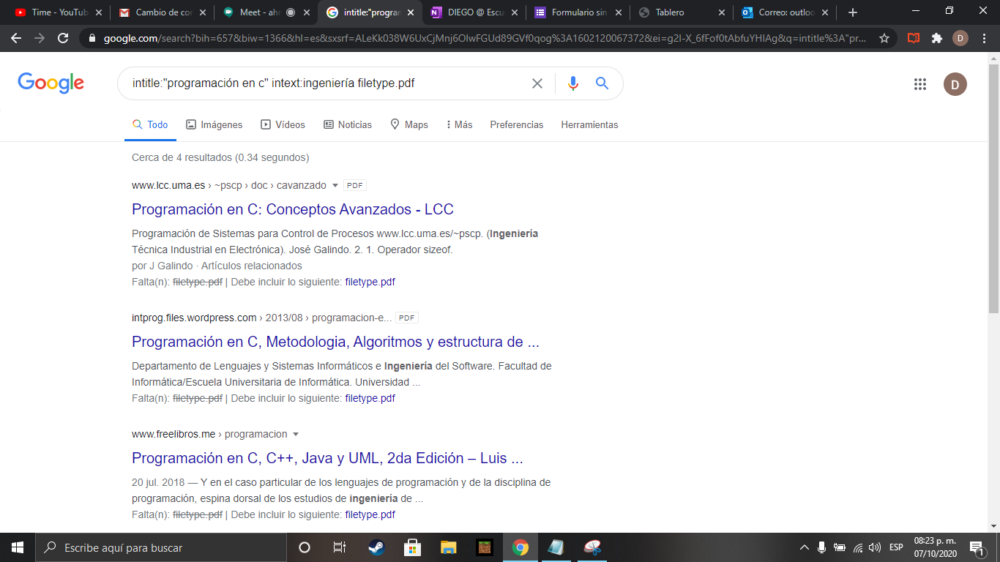 Time - YouTub
Cambio de cor
Meet - ahr
intitle:"program
DIEGO @ Escu
Formulario sin
Tablero
Correo: outloo
google.com/search?bih=657&biw=1366&hl=es&sxsrf=ALeKk038W6UxCjMnj6OIwFGUd89GVf0qog%3A1602120067372&ei=g2I-X_6fFof0tAbfuYHIAg&q=intitle%3A"pr...
D
Google
intitle:"programación en c" intext:ingeniería filetype.pdf
D
Todo Imágenes Vídeos Noticias Maps Más Preferencias Herramientas
Cerca de 4 resultados (0.34 segundos)
www.lcc.uma.es › ~pscp › doc › cavanzado PDF
Programación en C: Conceptos Avanzados - LCC
Programación de Sistemas para Control de Procesos www.lcc.uma.es/~pscp. (Ingeniería
Técnica Industrial en Electrónica). José Galindo. 2. 1. Operador sizeof.
por J Galindo · Artículos relacionados
Falta(n): filetype.pdf | Debe incluir lo siguiente: filetype.pdf
intprog.files.wordpress.com › 2013/08 › programacion-e... PDF
Programación en C, Metodologia, Algoritmos y estructura de ...
Departamento de Lenguajes y Sistemas Informáticos e Ingeniería del Software. Facultad de
Informática/Escuela Universitaria de Informática. Universidad ...
Falta(n): filetype.pdf | Debe incluir lo siguiente: filetype.pdf
www.freelibros.me › programacion
Programación en C, C++, Java y UML, 2da Edición – Luis ...
20 jul. 2018 — Y en el caso particular de los lenguajes de programación y de la disciplina de
programación, espina dorsal de los estudios de ingeniería de ...
Falta(n): filetype.pdf | Debe incluir lo siguiente: filetype.pdf
Escribe aquí para buscar
ESP
08:23 p. m.
07/10/2020
1